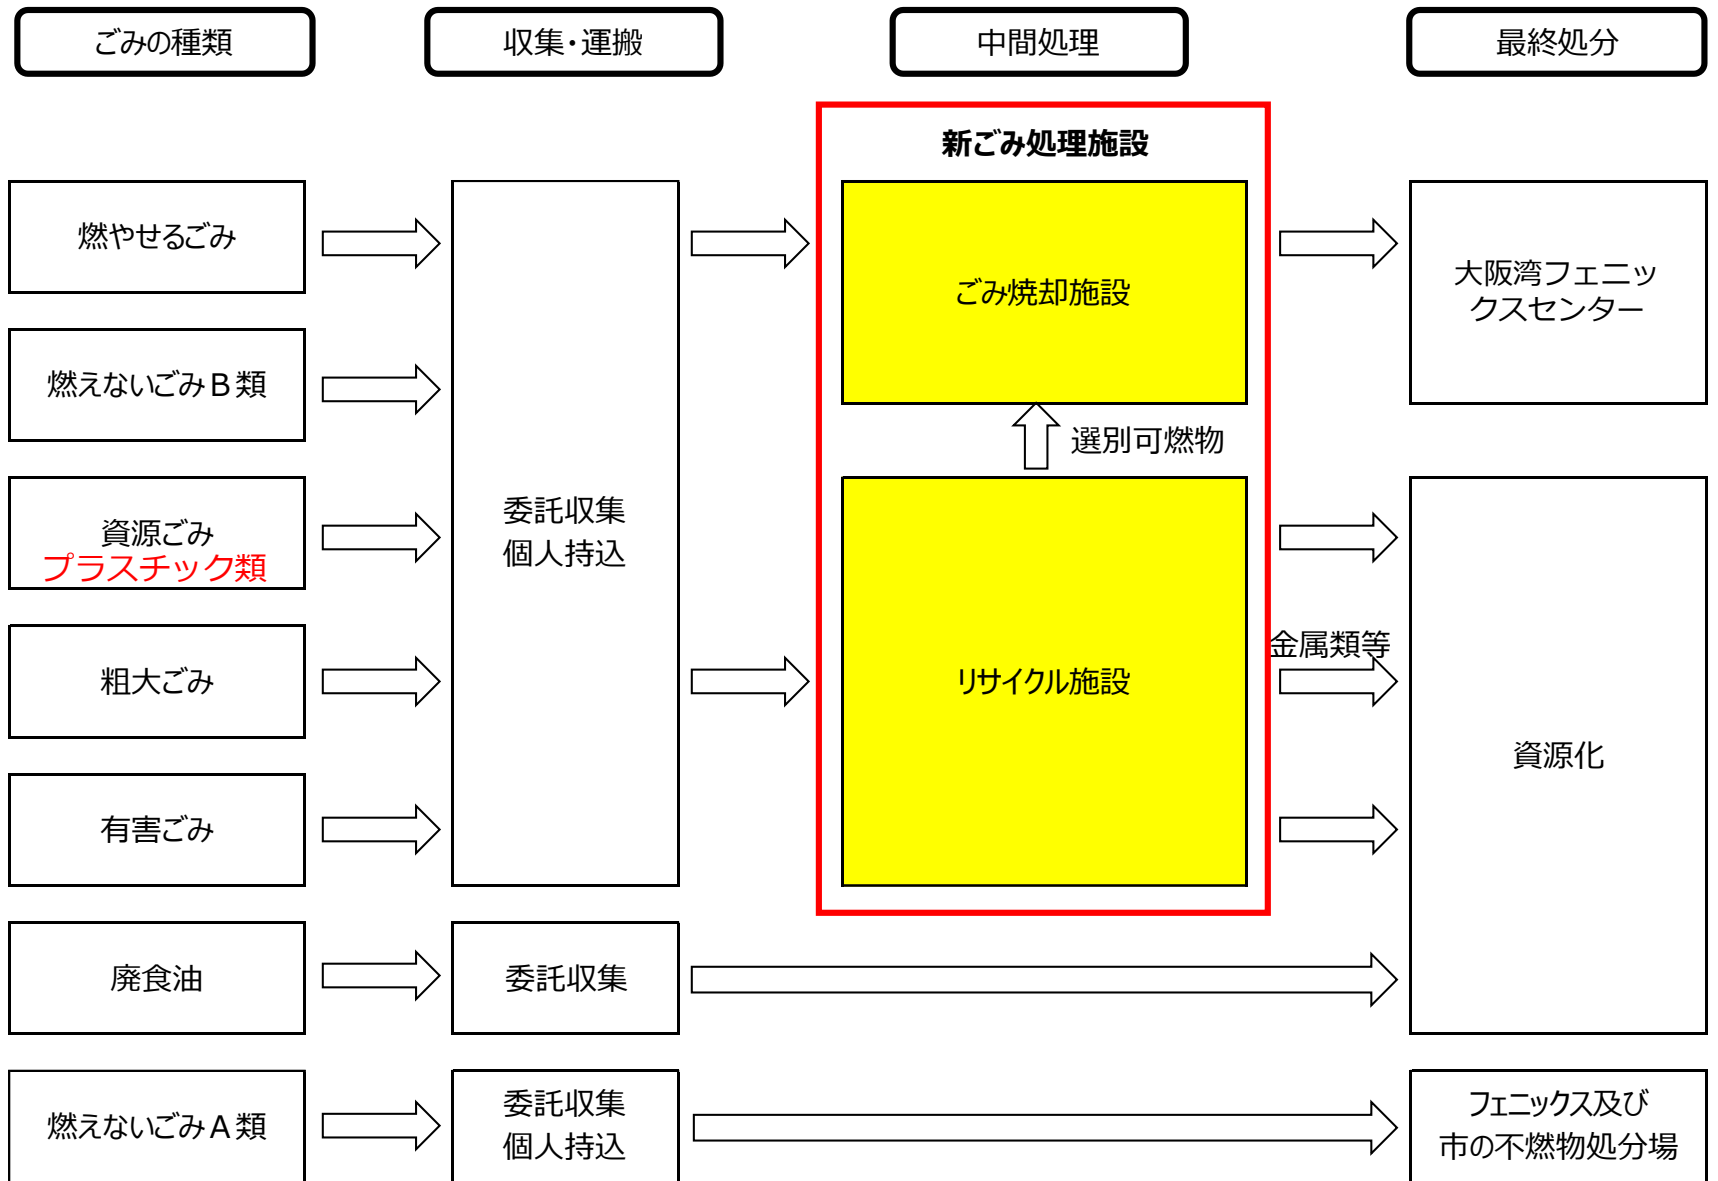 ごみの種類
収集・運搬
中間処理
最終処分
新ごみ処理施設
燃やせるごみ
燃えないごみB類
資源ごみ
プラスチック類
粗大ごみ
有害ごみ
廃食油
燃えないごみA類
委託収集
個人持込
委託収集
委託収集
個人持込
ごみ焼却施設
選別可燃物
リサイクル施設
金属類等
大阪湾フェニッ
クスセンター
資源化
フェニックス及び
市の不燃物処分場